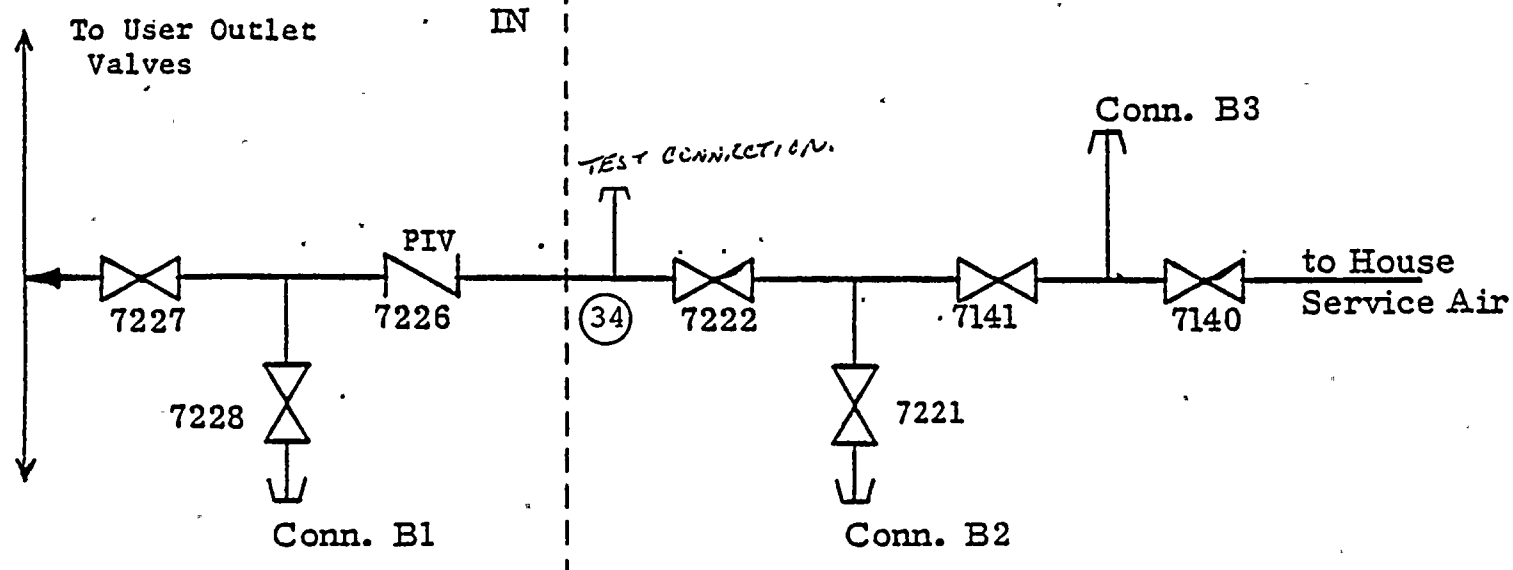 To User Outlet
Valves
IN
TEST CONNECTION.
Conn. B3
PIV
to House
Service Air
7227
7226
34
7222
7141
7140
7228
7221
Conn. B1
Conn. B2